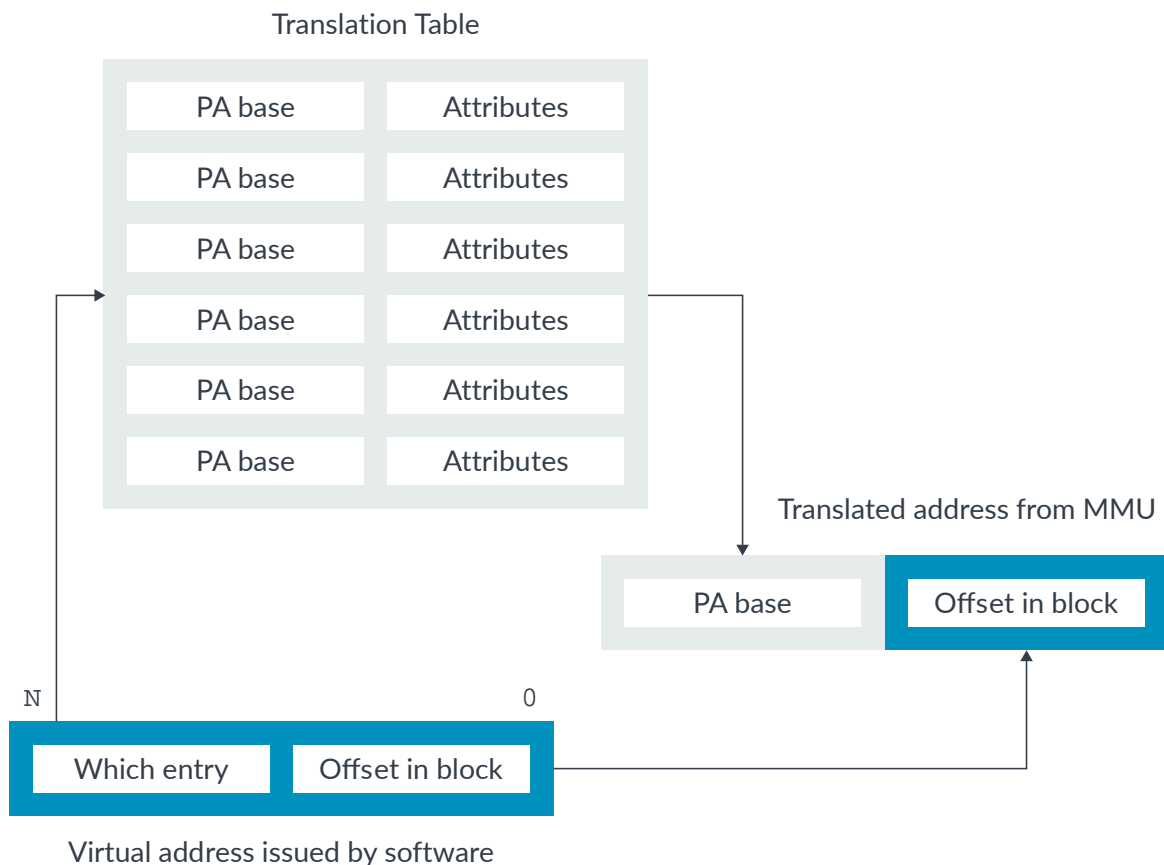 Translation Table
PA base Attributes
PA base Attributes
PA base Attributes
PA base Attributes
PA base Attributes
PA base Attributes
Translated address from MMU
PA base Offset in block
N 0
Which entry Offset in block
Virtual address issued by software